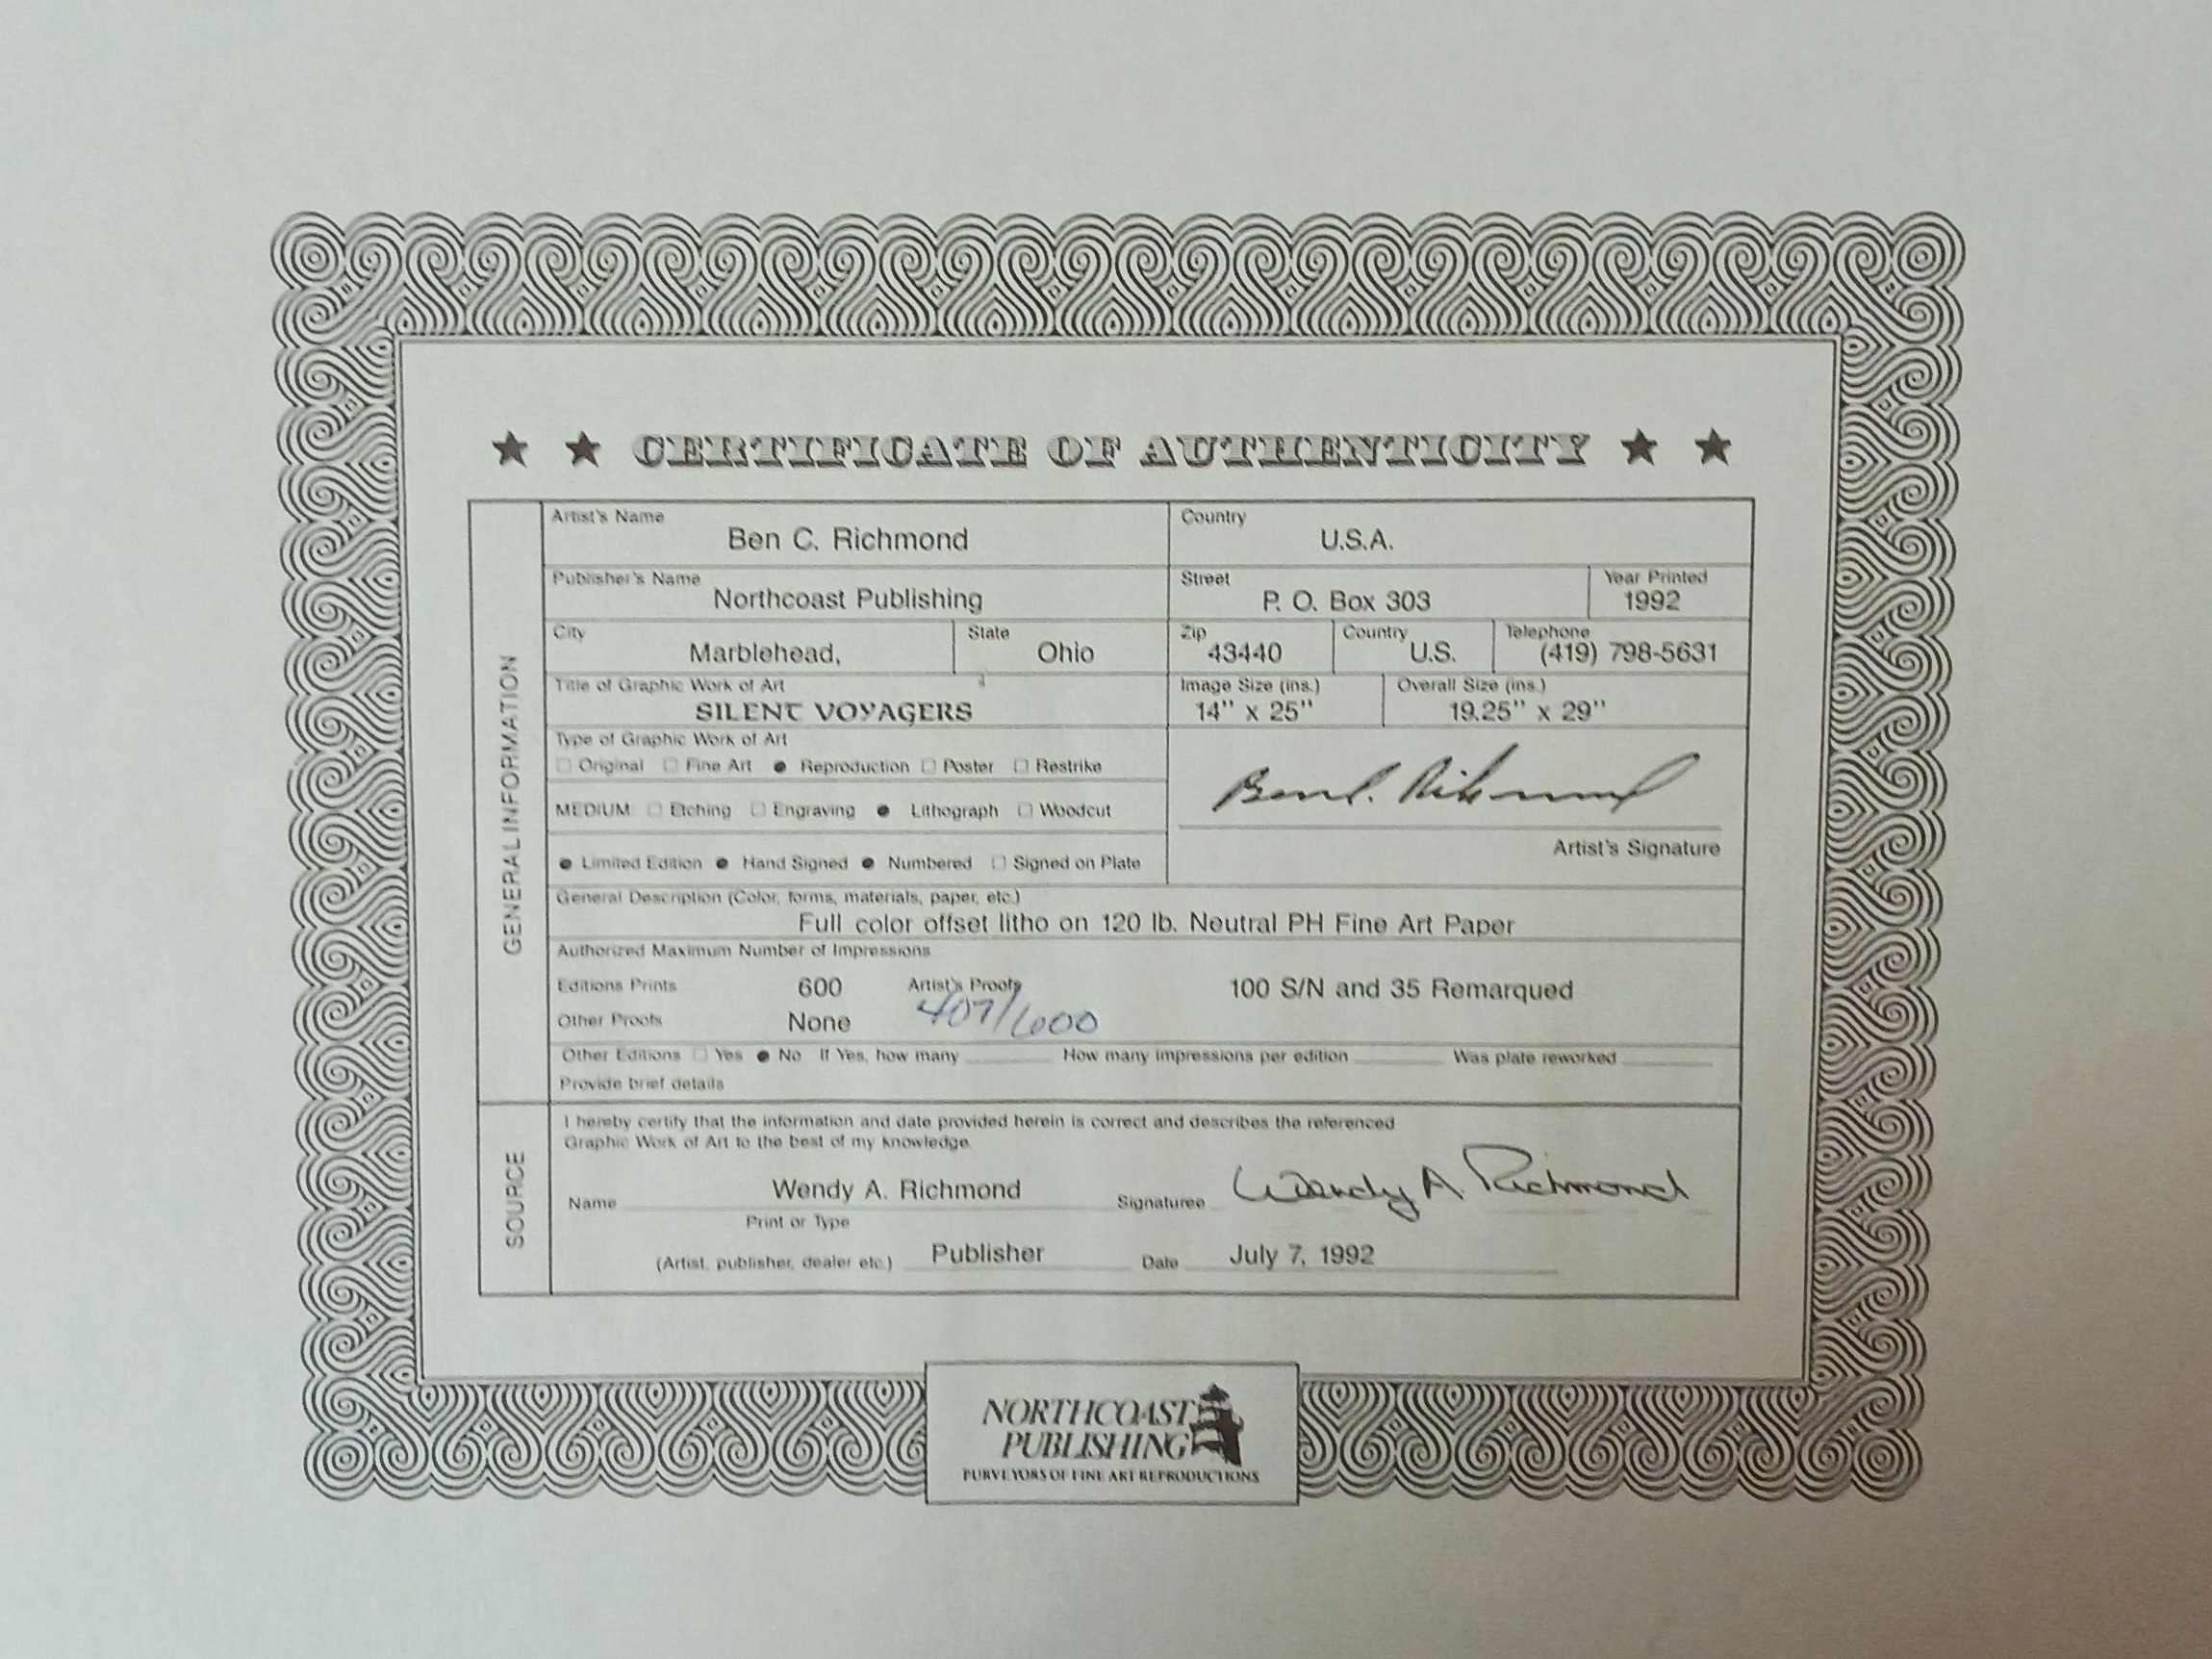 ★ ★ CERTIFICATE OF AUTHENTICITY ★ ★
GENERAL INFORMATION
Artist's Name Ben C. Richmond Country U.S.A.
Publisher's Name Northcoast Publishing Street P. O. Box 303 Year Printed 1992
City Marblehead, State Ohio Zip 43440 Country U.S. Telephone (419) 798-5631
Title of Graphic Work of Art SILENT VOYAGERS Image Size (ins.) 14" x 25" Overall Size (ins.) 19.25" x 29"
Type of Graphic Work of Art
☐ Original ☐ Fine Art ● Reproduction ☐ Poster ☐ Restrike
MEDIUM: ☐ Etching ☐ Engraving ● Lithograph ☐ Woodcut
Ben C. Richmond
Artist's Signature
● Limited Edition ● Hand Signed ● Numbered ☐ Signed on Plate
General Description (Color, forms, materials, paper, etc.)
Full color offset litho on 120 lb. Neutral PH Fine Art Paper
Authorized Maximum Number of Impressions
Editions Prints 600 Artist's Proofs 100 S/N and 35 Remarqued
Other Proofs None 407/600
Other Editions ☐ Yes ● No If Yes, how many How many impressions per edition Was plate reworked
Provide brief details
SOURCE
I hereby certify that the information and date provided herein is correct and describes the referenced
Graphic Work of Art to the best of my knowledge.
Name Wendy A. Richmond Signaturee Wendy A. Richmond
Print or Type
(Artist, publisher, dealer etc.) Publisher Date July 7, 1992
NORTHCOAST
PUBLISHING
PURVEYORS OF FINE ART REPRODUCTIONS